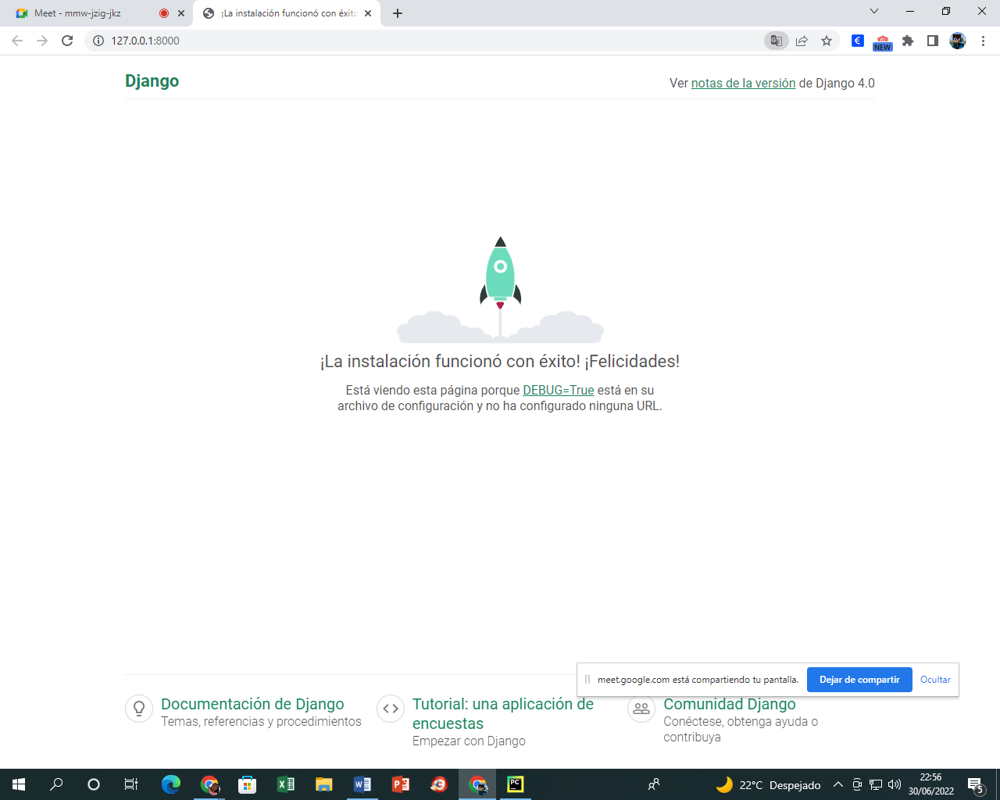 Meet - mmw-jzig-jkz
¡La instalación funcionó con éxito
127.0.0.1:8000
€
NEW
Django
Ver notas de la versión de Django 4.0
¡La instalación funcionó con éxito! ¡Felicidades!
Está viendo esta página porque DEBUG=True está en su
archivo de configuración y no ha configurado ninguna URL.
meet.google.com está compartiendo tu pantalla.
Dejar de compartir
Ocultar
Documentación de Django
Temas, referencias y procedimientos
Tutorial: una aplicación de
encuestas
Empezar con Django
Comunidad Django
Conéctese, obtenga ayuda o
contribuya
PC
22°C Despejado
22:56
30/06/2022
5